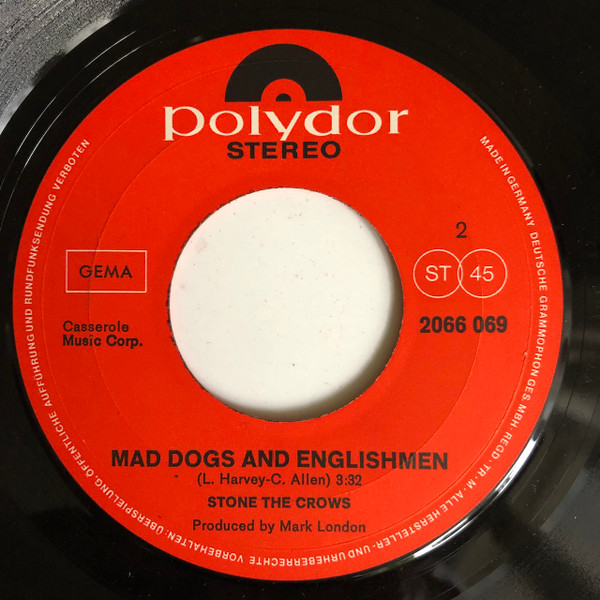 polydor
STEREO
2
GEMA
ST 45
Casserole
Music Corp.
2066 069
MAD DOGS AND ENGLISHMEN
(L. Harvey-C. Allen) 3:32
STONE THE CROWS
Produced by Mark London
MADE IN GERMANY. DEUTSCHE GRAMMOPHON GES. MBH · REGD. TR.-M. · ALLE HERSTELLER- UND URHEBERRECHTE VORBEHALTEN: ÜBERSPIELUNG, ÖFFENTLICHE AUFFÜHRUNG UND RUNDFUNKSENDUNG VERBOTEN